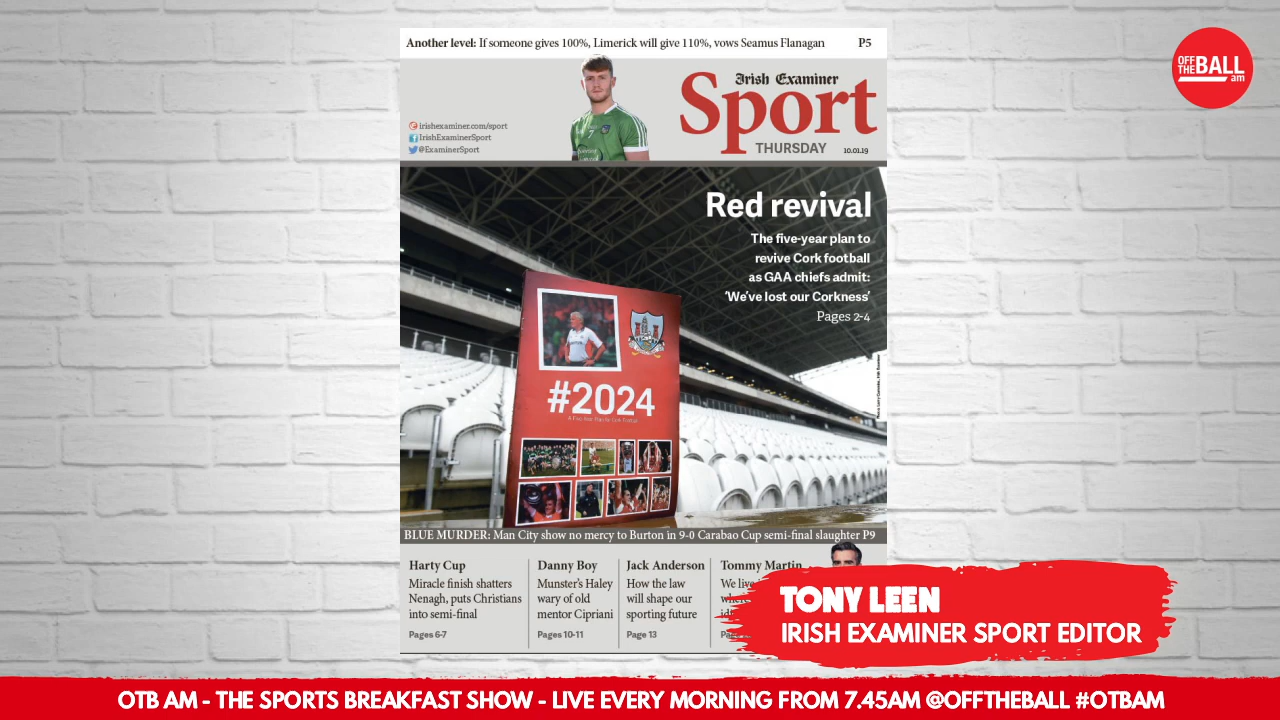 Another level: If someone gives 100%, Limerick will give 110%, vows Seamus Flanagan P5
OFF THE BALL am
Irish Examiner
Sport
THURSDAY 10.01.19
irishexaminer.com/sport
IrishExaminerSport
@ExaminerSport
Red revival
The five-year plan to
revive Cork football
as GAA chiefs admit:
‘We’ve lost our Corkness’
Pages 2-4
#2024
BLUE MURDER: Man City show no mercy to Burton in 9-0 Carabao Cup semi-final slaughter P9
Harty Cup
Miracle finish shatters
Nenagh, puts Christians
into semi-final
Pages 6-7
Danny Boy
Munster’s Haley
wary of old
mentor Cipriani
Pages 10-11
Jack Anderson
How the law
will shape our
sporting future
Page 13
Tommy Martin
We live
TONY LEEN
IRISH EXAMINER SPORT EDITOR
OTB AM - THE SPORTS BREAKFAST SHOW - LIVE EVERY MORNING FROM 7.45AM @OFFTHEBALL #OTBAM